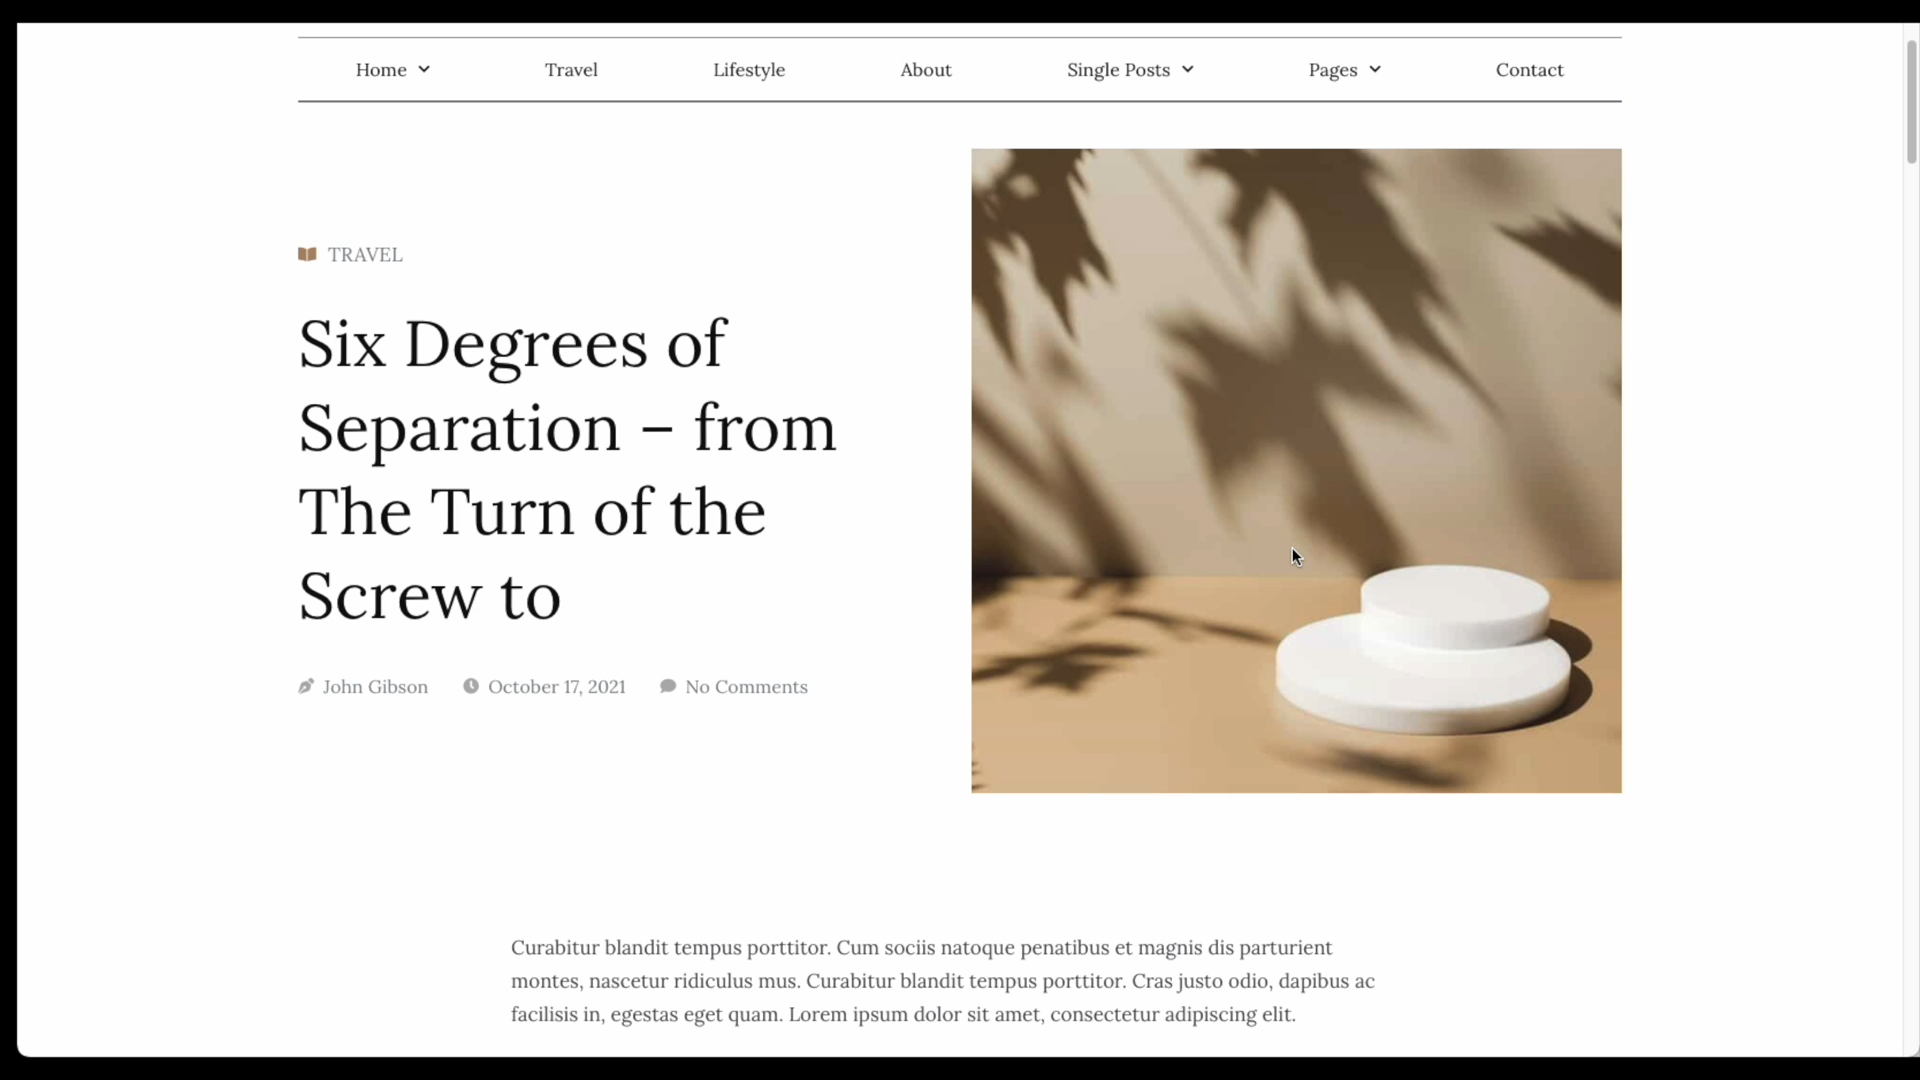 Home Travel Lifestyle About Single Posts Pages Contact
TRAVEL
Six Degrees of
Separation – from
The Turn of the
Screw to
John Gibson October 17, 2021 No Comments
Curabitur blandit tempus porttitor. Cum sociis natoque penatibus et magnis dis parturient
montes, nascetur ridiculus mus. Curabitur blandit tempus porttitor. Cras justo odio, dapibus ac
facilisis in, egestas eget quam. Lorem ipsum dolor sit amet, consectetur adipiscing elit.